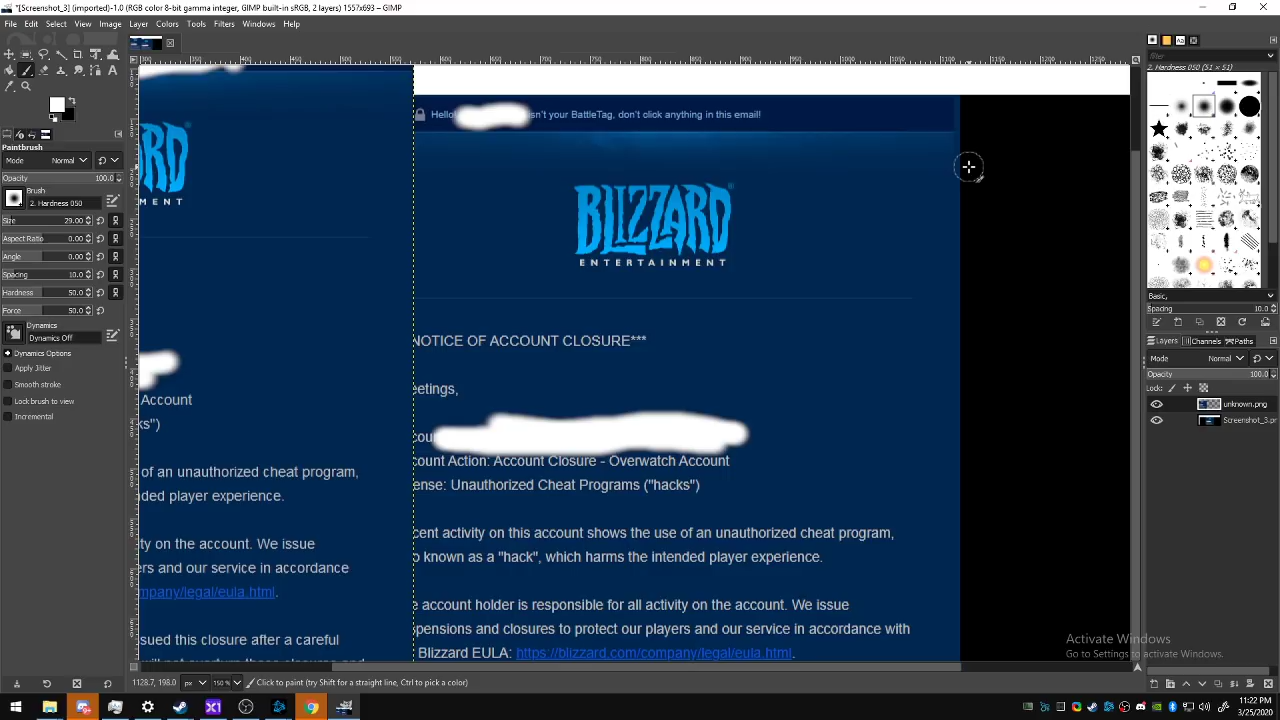 *[Screenshot_3] (imported)-1.0 (RGB color 8-bit gamma integer, GIMP built-in sRGB, 2 layers) 1557x693 – GIMP
File Edit Select View Image Layer Colors Tools Filters Windows Help
Paintbrush
Mode Normal
Opacity 100.0
Brush
2. Hardness 050
Size 29.00
Aspect Ratio 0.00
Angle 0.00
Spacing 10.0
Hardness 50.0
Force 50.0
Dynamics
Dynamics Off
Dynamics Options
Apply Jitter
Smooth stroke
Lock brush to view
Incremental
MENT
Account
ks")
of an unauthorized cheat program,
ded player experience.
ty on the account. We issue
ers and our service in accordance
mpany/legal/eula.html.
sued this closure after a careful
Hello! isn't your BattleTag, don't click anything in this email!
BLIZZARD
ENTERTAINMENT
NOTICE OF ACCOUNT CLOSURE***
eetings,
count Action: Account Closure - Overwatch Account
ense: Unauthorized Cheat Programs ("hacks")
cent activity on this account shows the use of an unauthorized cheat program,
o known as a "hack", which harms the intended player experience.
e account holder is responsible for all activity on the account. We issue
spensions and closures to protect our players and our service in accordance with
Blizzard EULA: https://blizzard.com/company/legal/eula.html.
filter
2. Hardness 050 (51 × 51)
Basic,
Spacing 10.0
Layers Channels Paths
Mode Normal
Opacity 100.0
Lock:
unknown.png
Screenshot_3.pr
Activate Windows
Go to Settings to activate Windows.
1128.7, 198.0 px 150 % Click to paint (try Shift for a straight line, Ctrl to pick a color)
11:22 PM
3/25/2020